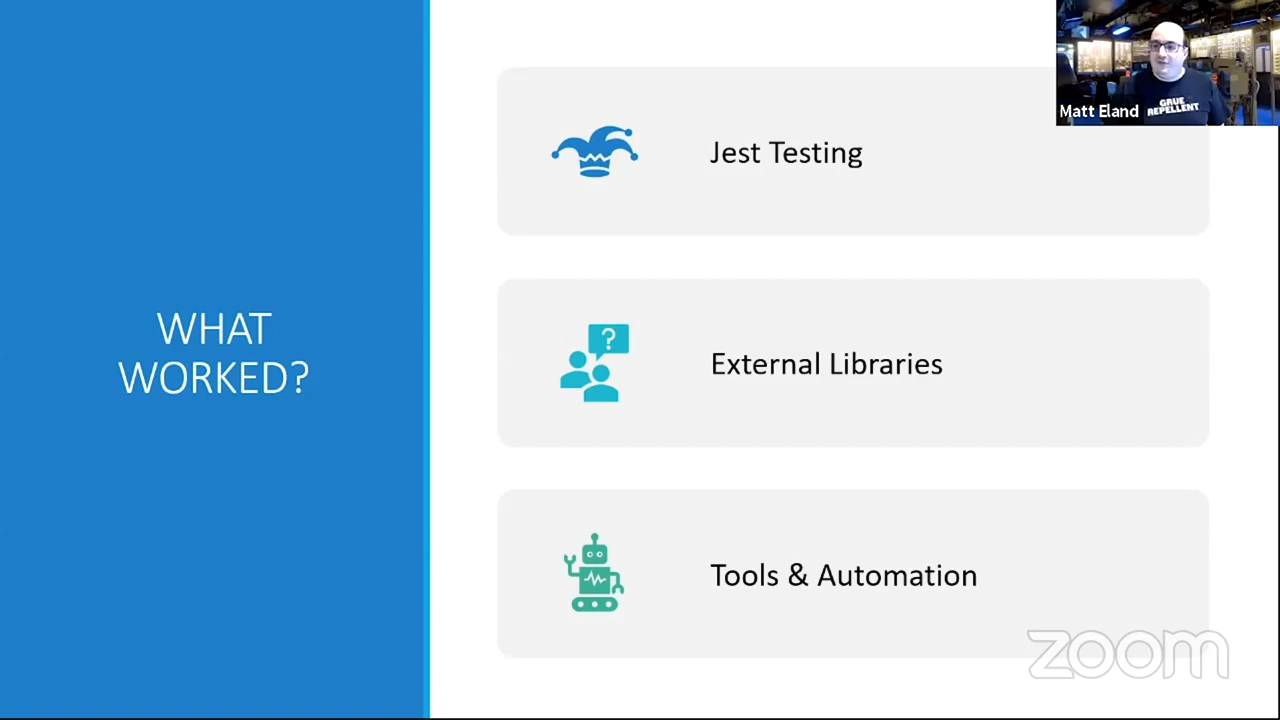 WHAT
WORKED?
Jest Testing
?
External Libraries
Tools & Automation
Matt Eland
GRUE
REPELLENT
zoom